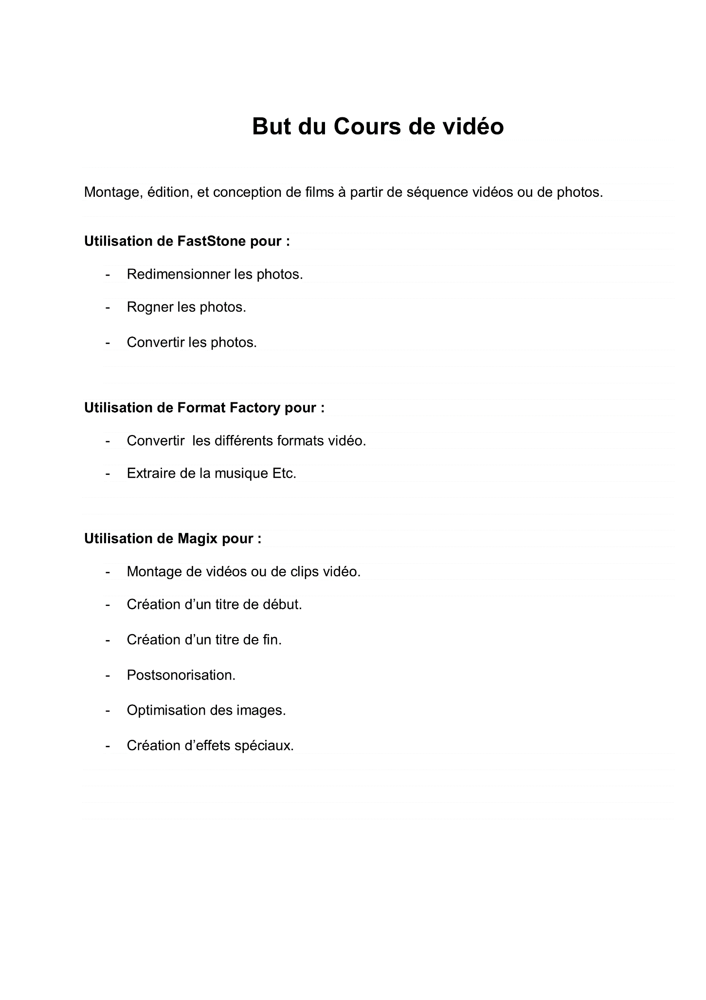 But du Cours de vidéo
Montage, édition, et conception de films à partir de séquence vidéos ou de photos.
Utilisation de FastStone pour :
- Redimensionner les photos.
- Rogner les photos.
- Convertir les photos.
Utilisation de Format Factory pour :
- Convertir  les différents formats vidéo.
- Extraire de la musique Etc.
Utilisation de Magix pour :
- Montage de vidéos ou de clips vidéo.
- Création d’un titre de début.
- Création d’un titre de fin.
- Postsonorisation.
- Optimisation des images.
- Création d’effets spéciaux.